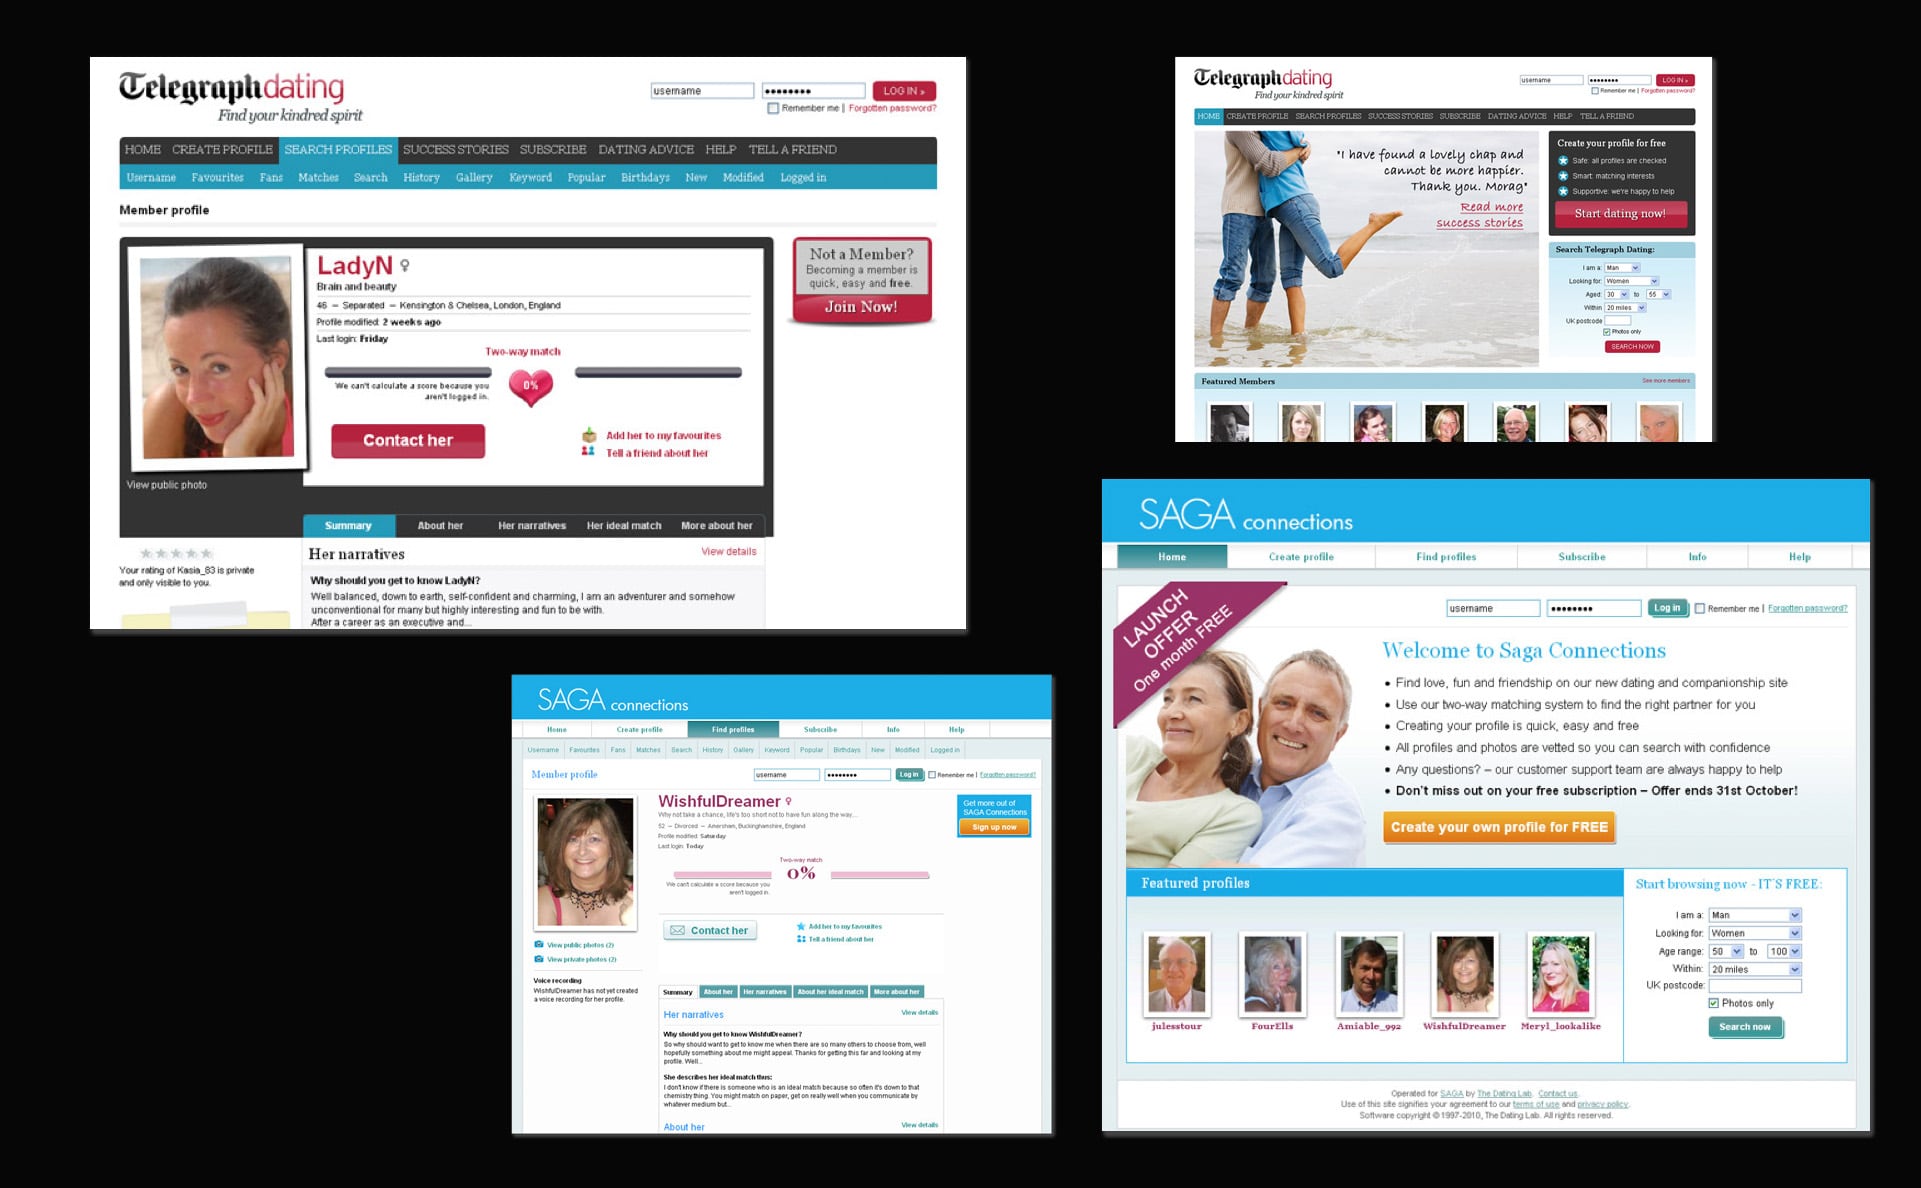 Telegraphdating
Find your kindred spirit
username
LOG IN »
Remember me | Forgotten password?
HOME CREATE PROFILE SEARCH PROFILES SUCCESS STORIES SUBSCRIBE DATING ADVICE HELP TELL A FRIEND
Username Favourites Fans Matches Search History Gallery Keyword Popular Birthdays New Modified Logged in
Member profile
LadyN ♀
Brain and beauty
46 – Separated – Kensington & Chelsea, London, England
Profile modified: 2 weeks ago
Last login: Friday
Two-way match
We can't calculate a score because you
aren't logged in.
0%
Contact her
Add her to my favourites
Tell a friend about her
View public photo
Not a Member?
Becoming a member is
quick, easy and free.
Join Now!
Summary About her Her narratives Her ideal match More about her
Your rating of Kasia_83 is private
and only visible to you.
Her narratives View details
Why should you get to know LadyN?
Well balanced, down to earth, self-confident and charming, I am an adventurer and somehow
unconventional for many but highly interesting and fun to be with.
After a career as an executive and...
Telegraphdating
Find your kindred spirit
username
LOG IN »
Remember me | Forgotten password?
HOME CREATE PROFILE SEARCH PROFILES SUCCESS STORIES SUBSCRIBE DATING ADVICE HELP TELL A FRIEND
"I have found a lovely chap and
cannot be more happier.
Thank you. Morag"
Read more
success stories
Create your profile for free
Safe: all profiles are checked
Smart: matching interests
Supportive: we're happy to help
Start dating now!
Search Telegraph Dating:
I am a: Man
Looking for: Women
Aged: 30 to 55
Within 20 miles
UK postcode
Photos only
SEARCH NOW
Featured Members See more members
SAGA connections
Home Create profile Find profiles Subscribe Info Help
Username Favourites Fans Matches Search History Gallery Keyword Popular Birthdays New Modified Logged in
Member profile
username
Log in
Remember me | Forgotten password?
WishfulDreamer ♀
Why not take a chance, life's too short not to have fun along the way...
52 – Divorced – Amersham, Buckinghamshire, England
Profile modified: Saturday
Last login: Today
Two-way match
0%
We can't calculate a score because you
aren't logged in.
Get more out of
SAGA Connections
Sign up now
Contact her
Add her to my favourites
Tell a friend about her
View public photos (2)
View private photos (2)
Voice recording
WishfulDreamer has not yet created
a voice recording for her profile.
Summary About her Her narratives About her ideal match More about her
Her narratives View details
Why should you get to know WishfulDreamer?
So why should want to get to know me when there are so many others to choose from, well
hopefully something about me might appeal. Thanks for getting this far and looking at my
profile. Well...
She describes her ideal match thus:
I don't know if there is someone who is an ideal match because so often it's down to that
chemistry thing. You might match on paper, get on really well when you communicate by
whatever medium but...
About her View details
SAGA connections
Home Create profile Find profiles Subscribe Info Help
LAUNCH
OFFER
One month FREE
username
Log in
Remember me | Forgotten password?
Welcome to Saga Connections
• Find love, fun and friendship on our new dating and companionship site
• Use our two-way matching system to find the right partner for you
• Creating your profile is quick, easy and free
• All profiles and photos are vetted so you can search with confidence
• Any questions? – our customer support team are always happy to help
• Don't miss out on your free subscription – Offer ends 31st October!
Create your own profile for FREE
Featured profiles
julesstour FourElls Amiable_992 WishfulDreamer Meryl_lookalike
Start browsing now - IT'S FREE:
I am a: Man
Looking for: Women
Age range: 50 to 100
Within: 20 miles
UK postcode:
Photos only
Search now
Operated for SAGA by The Dating Lab. Contact us.
Use of this site signifies your agreement to our terms of use and privacy policy.
Software copyright © 1997-2010, The Dating Lab. All rights reserved.